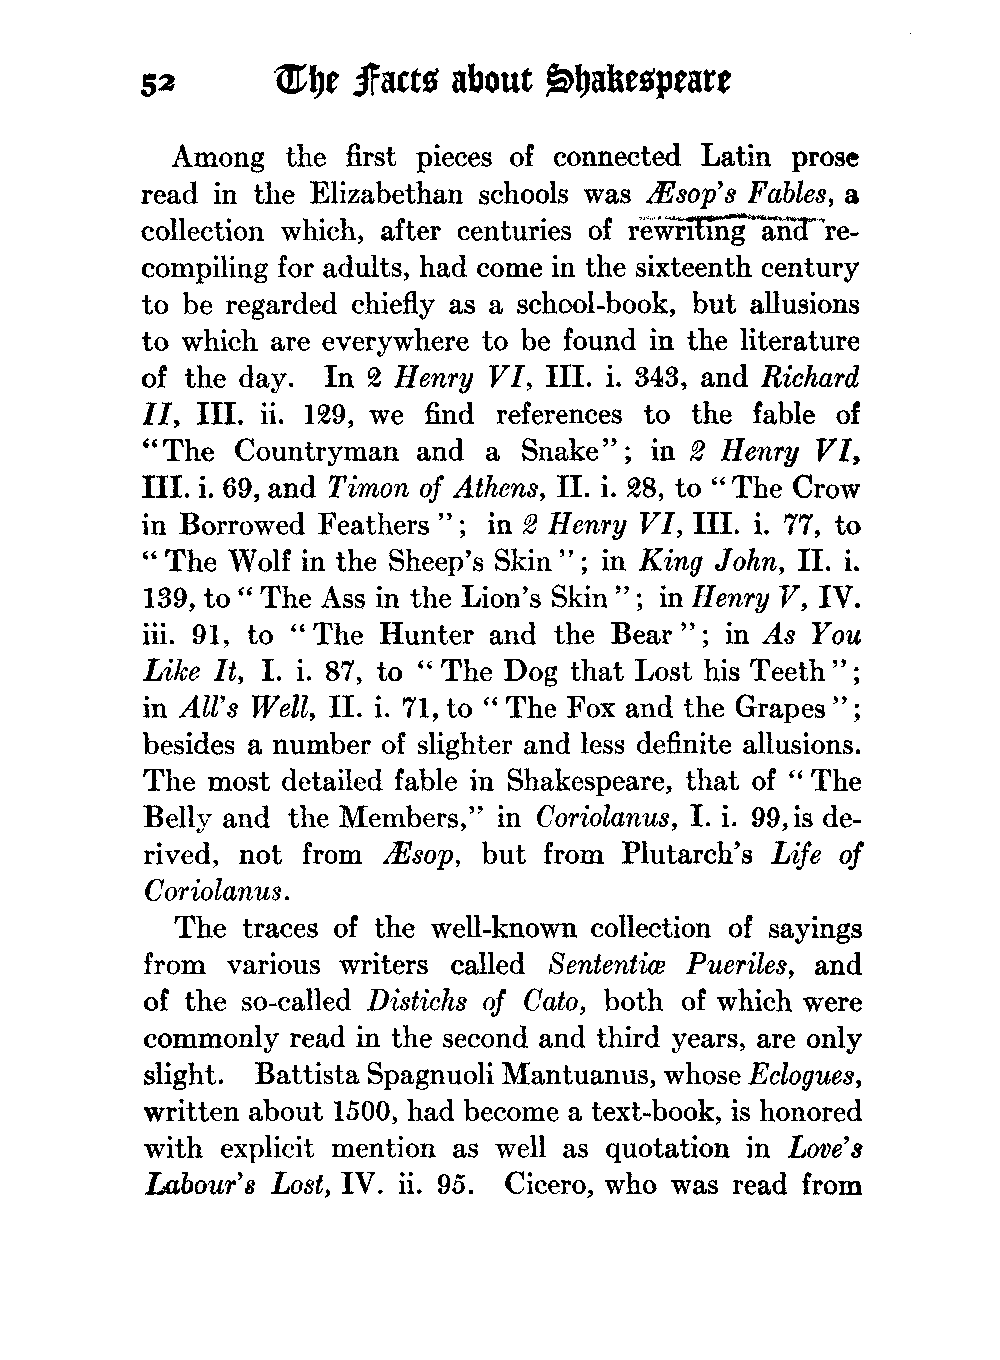 52 The Facts about Shakespeare
Among the first pieces of connected Latin prose
read in the Elizabethan schools was Æsop's Fables, a
collection which, after centuries of rewriting and re-
compiling for adults, had come in the sixteenth century
to be regarded chiefly as a school-book, but allusions
to which are everywhere to be found in the literature
of the day. In 2 Henry VI, III. i. 343, and Richard
II, III. ii. 129, we find references to the fable of
"The Countryman and a Snake"; in 2 Henry VI,
III. i. 69, and Timon of Athens, II. i. 28, to "The Crow
in Borrowed Feathers"; in 2 Henry VI, III. i. 77, to
"The Wolf in the Sheep's Skin"; in King John, II. i.
139, to "The Ass in the Lion's Skin"; in Henry V, IV.
iii. 91, to "The Hunter and the Bear"; in As You
Like It, I. i. 87, to "The Dog that Lost his Teeth";
in All's Well, II. i. 71, to "The Fox and the Grapes";
besides a number of slighter and less definite allusions.
The most detailed fable in Shakespeare, that of "The
Belly and the Members," in Coriolanus, I. i. 99, is de-
rived, not from Æsop, but from Plutarch's Life of
Coriolanus.
The traces of the well-known collection of sayings
from various writers called Sententiæ Pueriles, and
of the so-called Distichs of Cato, both of which were
commonly read in the second and third years, are only
slight. Battista Spagnuoli Mantuanus, whose Eclogues,
written about 1500, had become a text-book, is honored
with explicit mention as well as quotation in Love's
Labour's Lost, IV. ii. 95. Cicero, who was read from